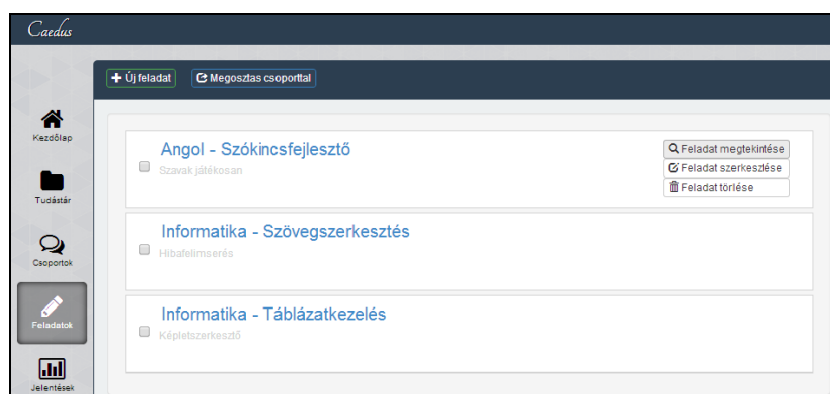 Caedus
Új feladat
Megosztas csoporttal
Kezdőlap
Tudástár
Csoportok
Feladatok
Jelentések
Angol - Szókincsfejlesztő
Szavak játékosan
Feladat megtekintése
Feladat szerkesztése
Feladat törlése
Informatika - Szövegszerkesztés
Hibafelimserés
Informatika - Táblázatkezelés
Képletszerkesztő